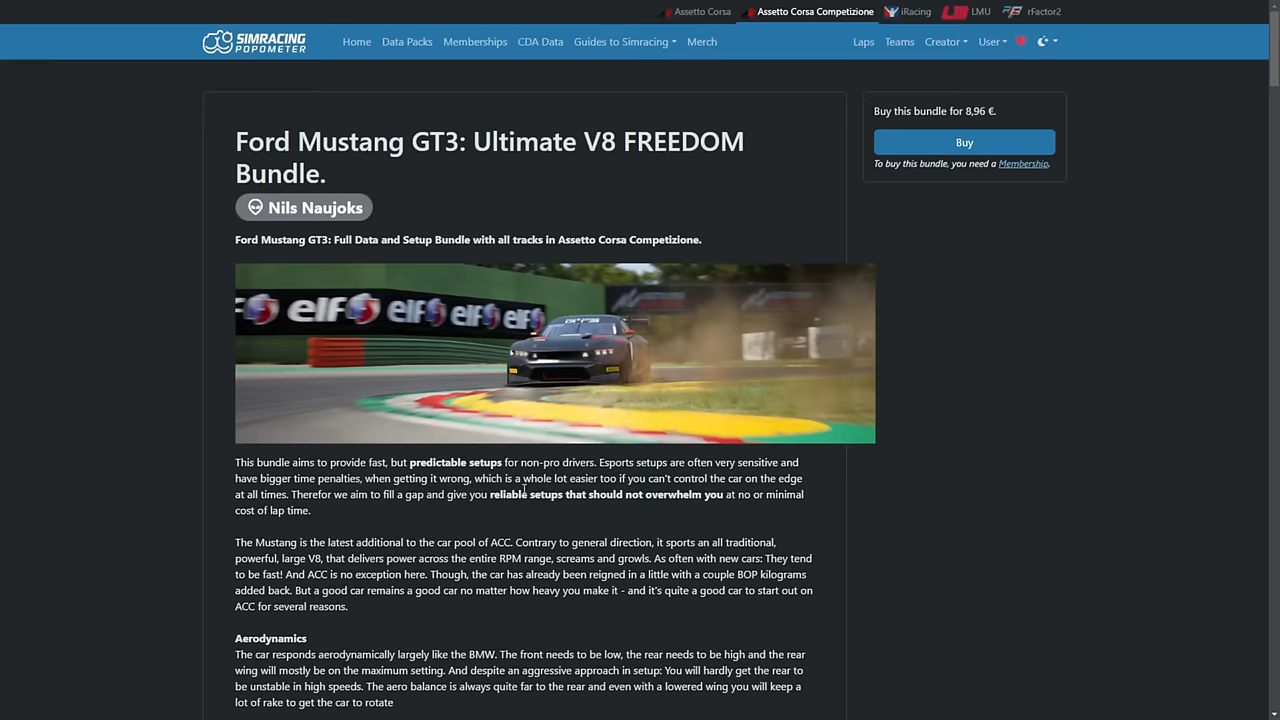 Assetto Corsa Assetto Corsa Competizione iRacing LMU rFactor2
SIMRACING
POPOMETER
Home Data Packs Memberships CDA Data Guides to Simracing Merch Laps Teams Creator User
Ford Mustang GT3: Ultimate V8 FREEDOM
Bundle.
Nils Naujoks
Ford Mustang GT3: Full Data and Setup Bundle with all tracks in Assetto Corsa Competizione.
Buy this bundle for 8,96 €.
Buy
To buy this bundle, you need a Membership.
elf elf elf elf
This bundle aims to provide fast, but predictable setups for non-pro drivers. Esports setups are often very sensitive and
have bigger time penalties, when getting it wrong, which is a whole lot easier too if you can't control the car on the edge
at all times. Therefor we aim to fill a gap and give you reliable setups that should not overwhelm you at no or minimal
cost of lap time.
The Mustang is the latest additional to the car pool of ACC. Contrary to general direction, it sports an all traditional,
powerful, large V8, that delivers power across the entire RPM range, screams and growls. As often with new cars: They tend
to be fast! And ACC is no exception here. Though, the car has already been reigned in a little with a couple BOP kilograms
added back. But a good car remains a good car no matter how heavy you make it - and it's quite a good car to start out on
ACC for several reasons.
Aerodynamics
The car responds aerodynamically largely like the BMW. The front needs to be low, the rear needs to be high and the rear
wing will mostly be on the maximum setting. And despite an aggressive approach in setup: You will hardly get the rear to
be unstable in high speeds. The aero balance is always quite far to the rear and even with a lowered wing you will keep a
lot of rake to get the car to rotate